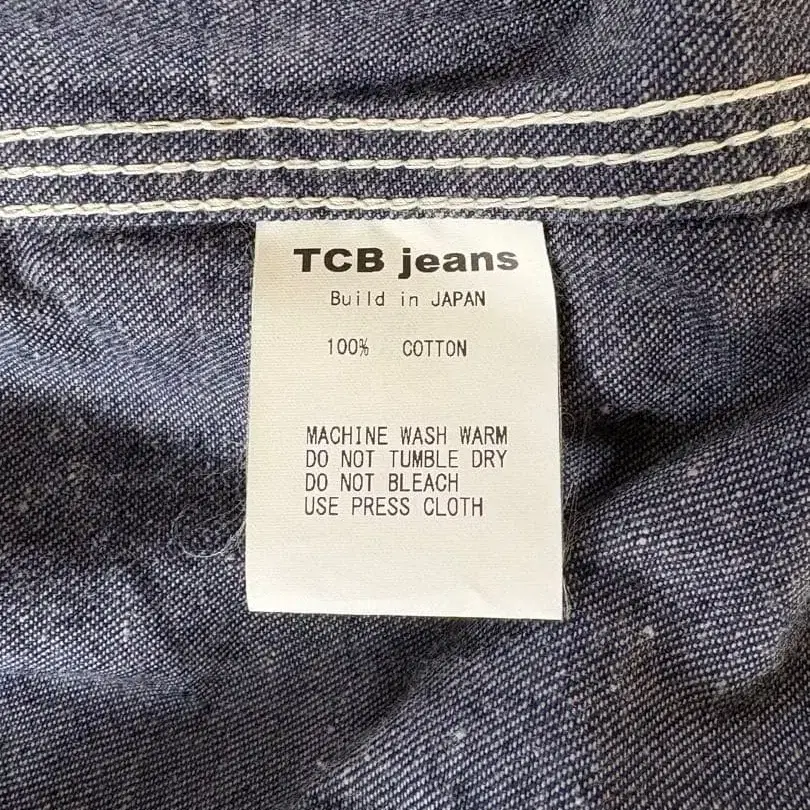 TCB jeans
Build in JAPAN
100% COTTON
MACHINE WASH WARM
DO NOT TUMBLE DRY
DO NOT BLEACH
USE PRESS CLOTH